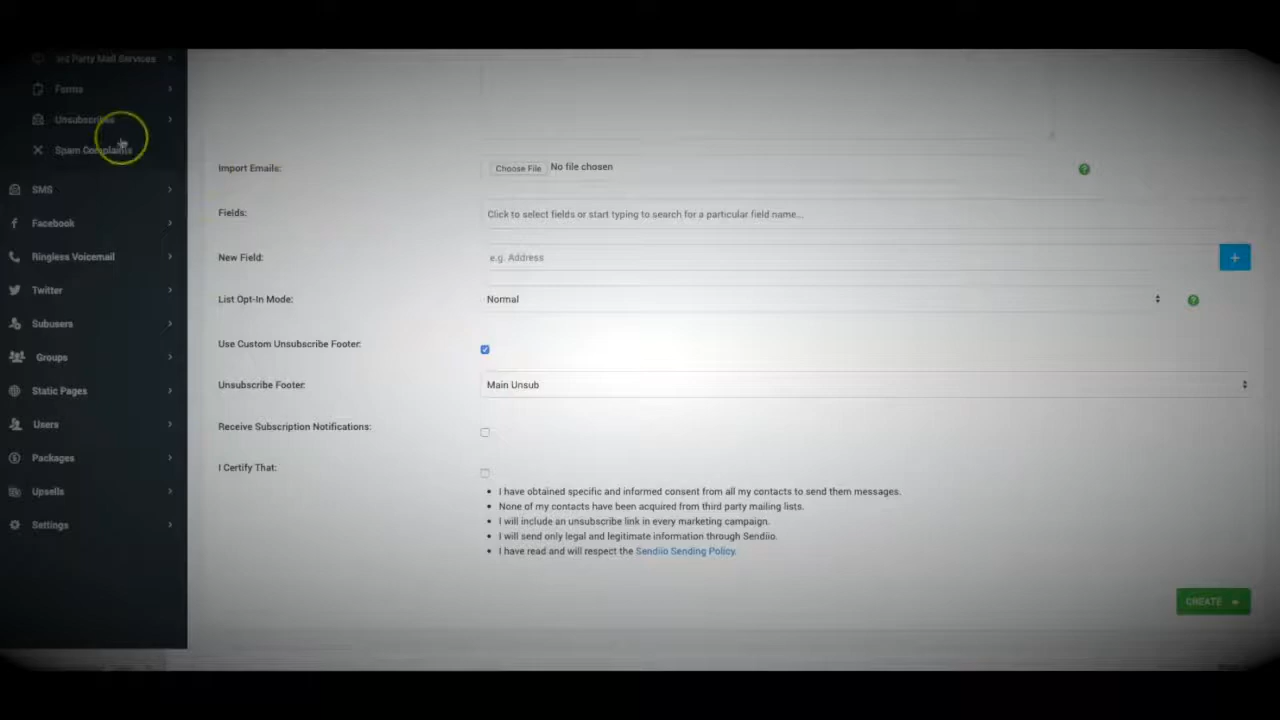 3rd Party Mail Services
Forms
Unsubscribes
Spam Complaints
SMS
Facebook
Ringless Voicemail
Twitter
Subusers
Groups
Static Pages
Users
Packages
Upsells
Settings
Import Emails: Choose File No file chosen
Fields: Click to select fields or start typing to search for a particular field name...
New Field: e.g. Address
List Opt-In Mode: Normal
Use Custom Unsubscribe Footer:
Unsubscribe Footer: Main Unsub
Receive Subscription Notifications:
I Certify That:
I have obtained specific and informed consent from all my contacts to send them messages.
None of my contacts have been acquired from third party mailing lists.
I will include an unsubscribe link in every marketing campaign.
I will send only legal and legitimate information through Sendiio.
I have read and will respect the Sendiio Sending Policy.
CREATE